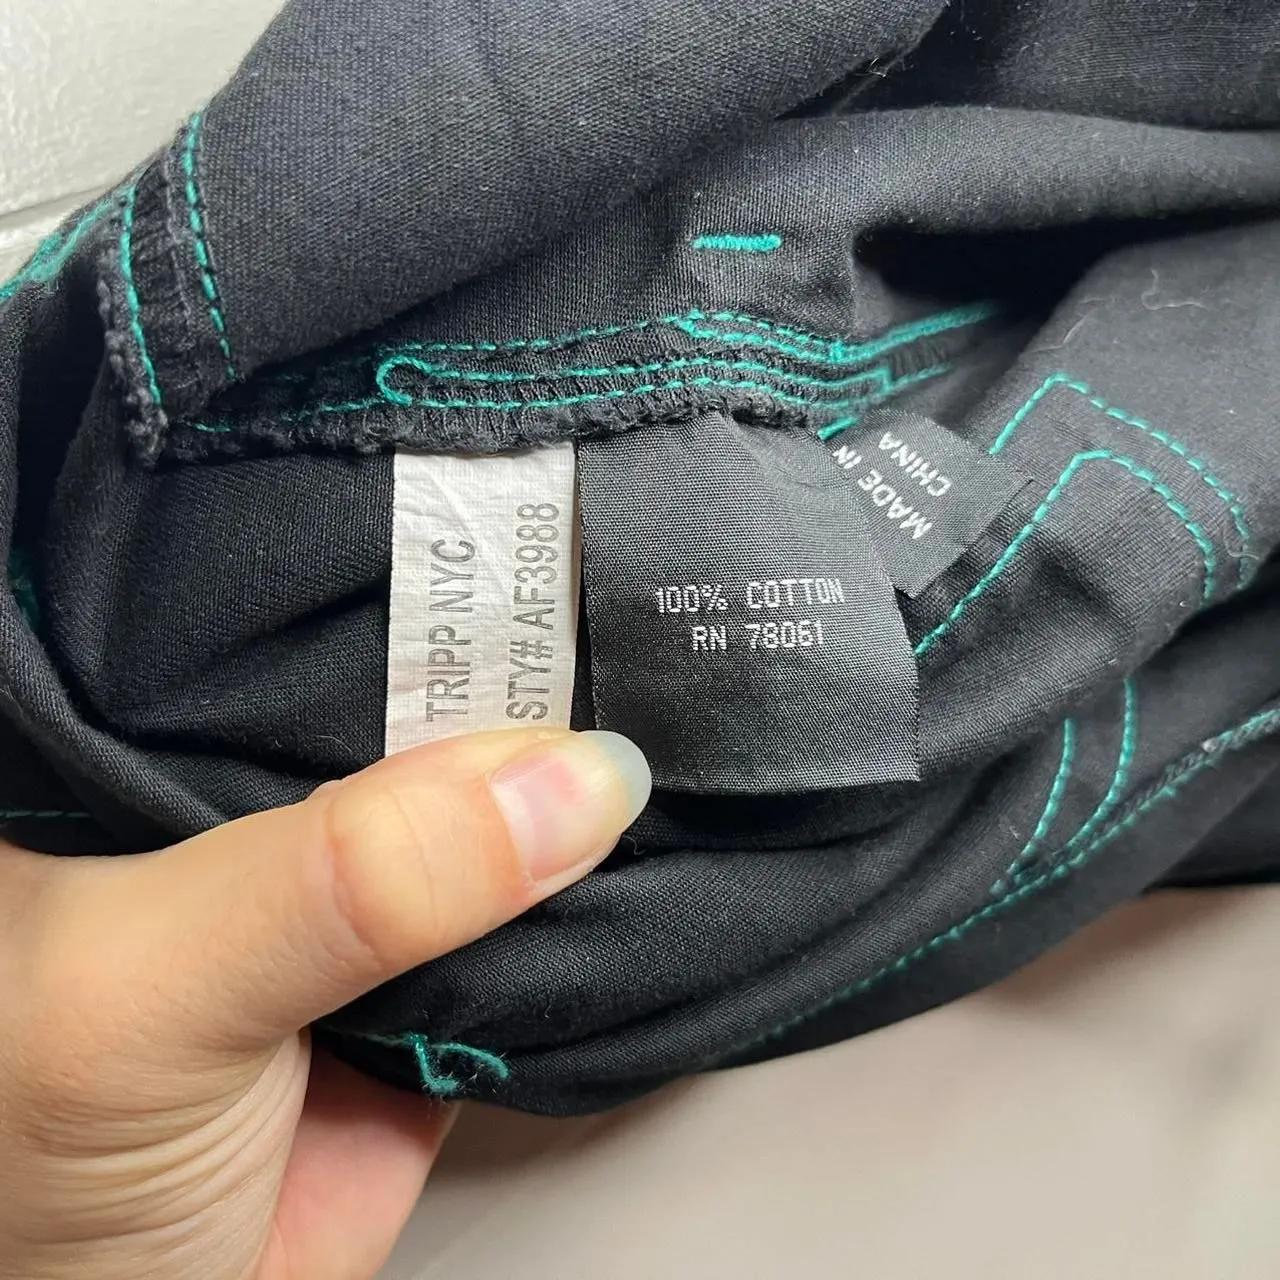 TRIPP NYC
STY# AF3988
100% COTTON
RN 78061
MADE IN
CHINA